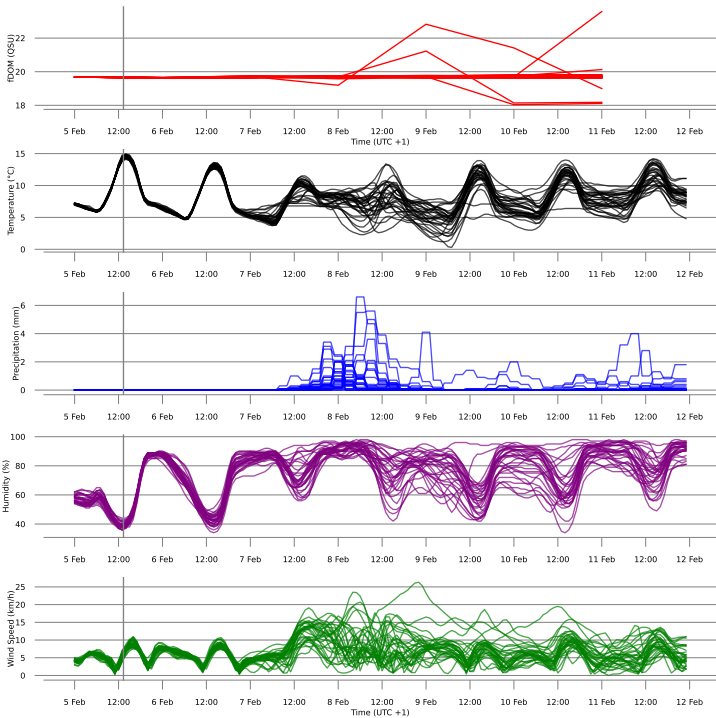 fDOM (QSU)
22
20
18
5 Feb 12:00 6 Feb 12:00 7 Feb 12:00 8 Feb 12:00 9 Feb 12:00 10 Feb 12:00 11 Feb 12:00 12 Feb
Time (UTC +1)
Temperature (°C)
15
10
5
0
5 Feb 12:00 6 Feb 12:00 7 Feb 12:00 8 Feb 12:00 9 Feb 12:00 10 Feb 12:00 11 Feb 12:00 12 Feb
Precipitation (mm)
6
4
2
0
5 Feb 12:00 6 Feb 12:00 7 Feb 12:00 8 Feb 12:00 9 Feb 12:00 10 Feb 12:00 11 Feb 12:00 12 Feb
Humidity (%)
100
80
60
40
5 Feb 12:00 6 Feb 12:00 7 Feb 12:00 8 Feb 12:00 9 Feb 12:00 10 Feb 12:00 11 Feb 12:00 12 Feb
Wind Speed (km/h)
25
20
15
10
5
0
5 Feb 12:00 6 Feb 12:00 7 Feb 12:00 8 Feb 12:00 9 Feb 12:00 10 Feb 12:00 11 Feb 12:00 12 Feb
Time (UTC +1)